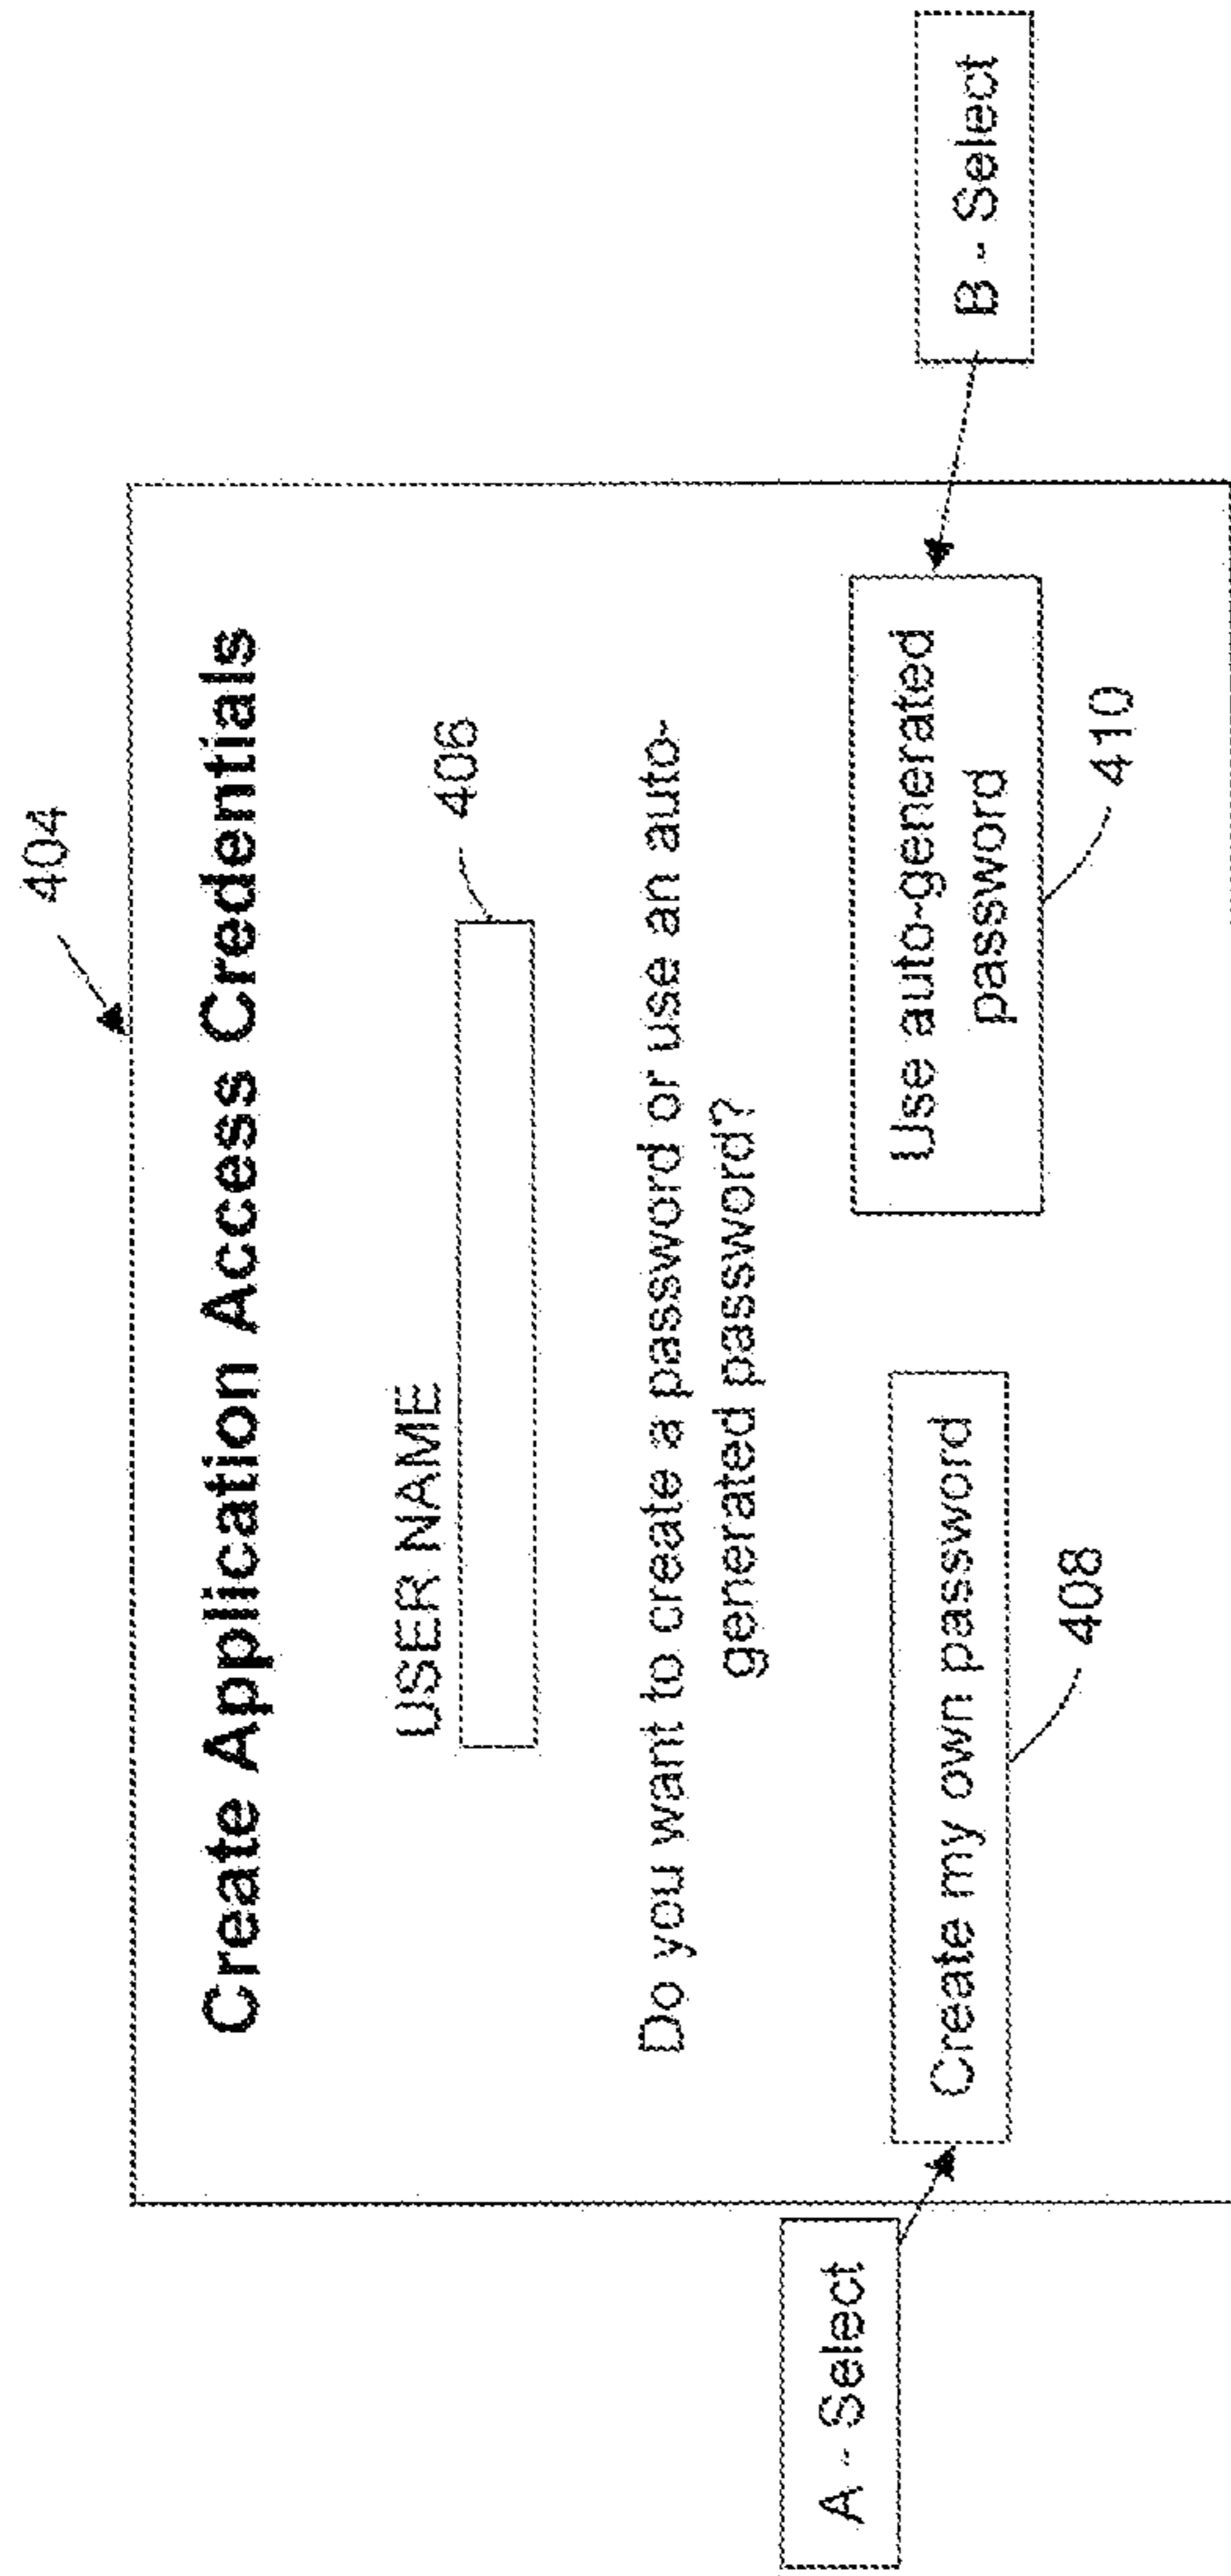 404
Create Application Access Credentials
USER NAME
406
Do you want to create a password or use an auto-
generated password?
A - Select
Create my own password
408
Use auto-generated
password
410
B - Select